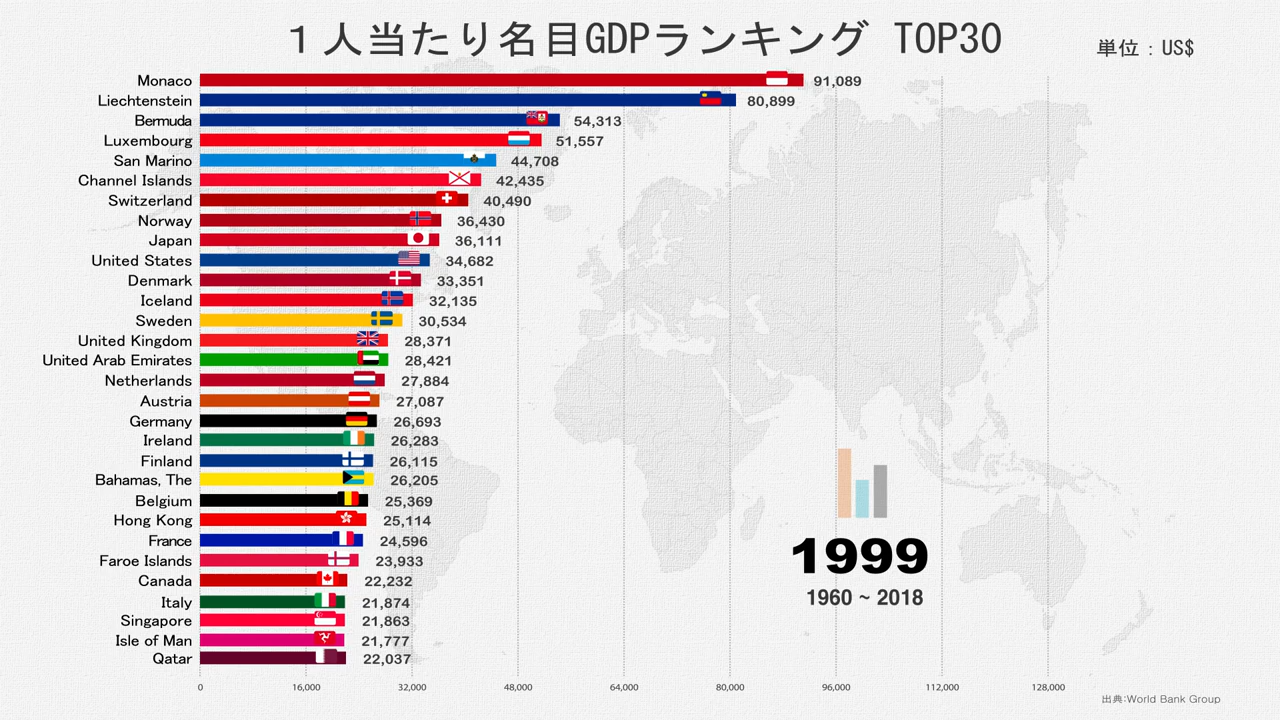 １人当たり名目GDPランキング TOP30
単位：US$
Monaco 91,089
Liechtenstein 80,899
Bermuda 54,313
Luxembourg 51,557
San Marino 44,708
Channel Islands 42,435
Switzerland 40,490
Norway 36,430
Japan 36,111
United States 34,682
Denmark 33,351
Iceland 32,135
Sweden 30,534
United Kingdom 28,371
United Arab Emirates 28,421
Netherlands 27,884
Austria 27,087
Germany 26,693
Ireland 26,283
Finland 26,115
Bahamas, The 26,205
Belgium 25,369
Hong Kong 25,114
France 24,596
Faroe Islands 23,933
Canada 22,232
Italy 21,874
Singapore 21,863
Isle of Man 21,777
Qatar 22,037
1999
1960 ~ 2018
0 16,000 32,000 48,000 64,000 80,000 96,000 112,000 128,000
出典:World Bank Group